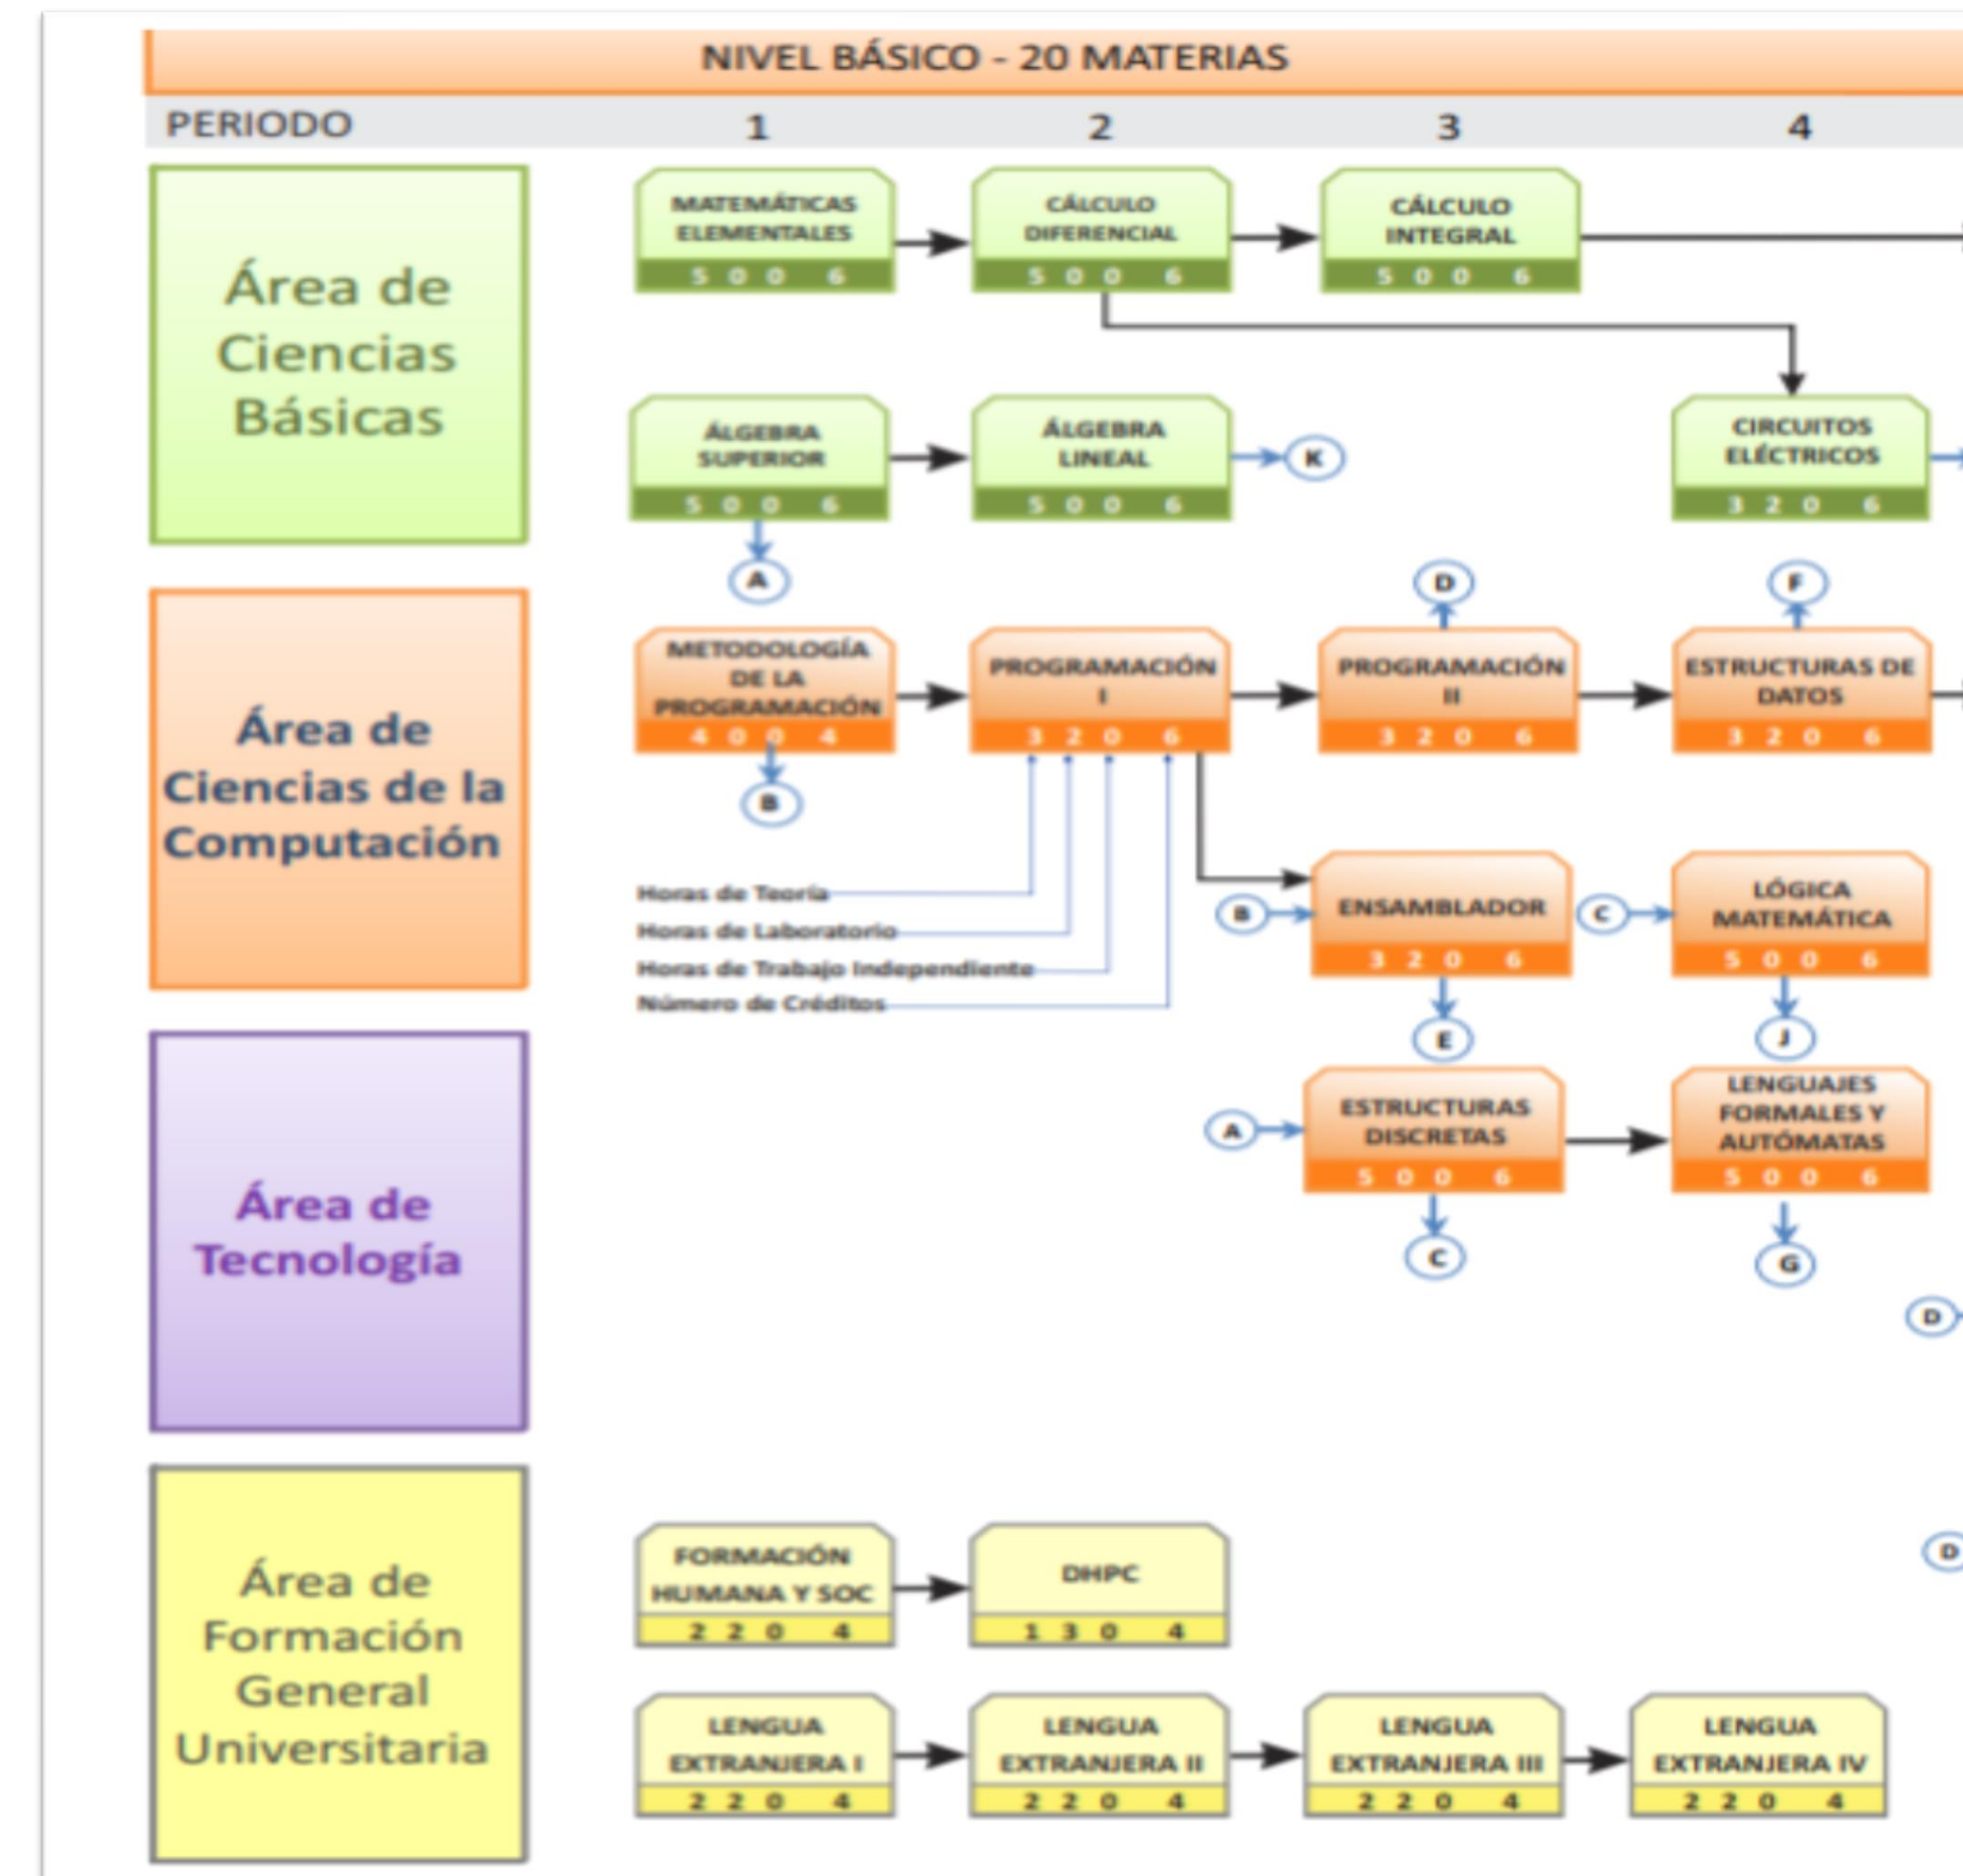 NIVEL BÁSICO - 20 MATERIAS
PERIODO 1 2 3 4
Área de
Ciencias
Básicas
MATEMÁTICAS
ELEMENTALES
5 0 0 6
CÁLCULO
DIFERENCIAL
5 0 0 6
CÁLCULO
INTEGRAL
5 0 0 6
ÁLGEBRA
SUPERIOR
5 0 0 6
ÁLGEBRA
LINEAL
5 0 0 6
K
CIRCUITOS
ELÉCTRICOS
3 2 0 6
A
D
F
Área de
Ciencias de la
Computación
METODOLOGÍA
DE LA
PROGRAMACIÓN
4 0 0 4
PROGRAMACIÓN
I
3 2 0 6
PROGRAMACIÓN
II
3 2 0 6
ESTRUCTURAS DE
DATOS
3 2 0 6
B
Horas de Teoría
Horas de Laboratorio
Horas de Trabajo Independiente
Número de Créditos
B
ENSAMBLADOR
3 2 0 6
C
LÓGICA
MATEMÁTICA
5 0 0 6
E
J
Área de
Tecnología
A
ESTRUCTURAS
DISCRETAS
5 0 0 6
LENGUAJES
FORMALES Y
AUTÓMATAS
5 0 0 6
C
G
D
Área de
Formación
General
Universitaria
FORMACIÓN
HUMANA Y SOC
2 2 0 4
DHPC
1 3 0 4
D
LENGUA
EXTRANJERA I
2 2 0 4
LENGUA
EXTRANJERA II
2 2 0 4
LENGUA
EXTRANJERA III
2 2 0 4
LENGUA
EXTRANJERA IV
2 2 0 4